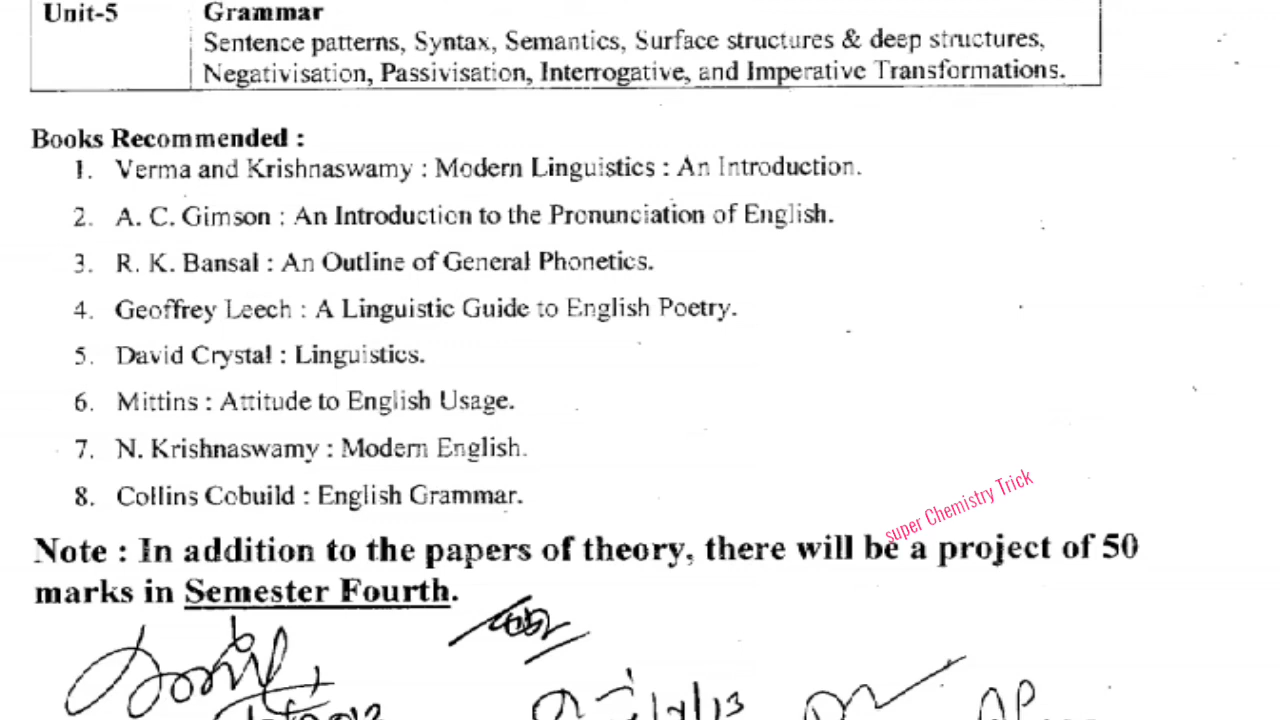 Unit-5 Grammar
Sentence patterns, Syntax, Semantics, Surface structures & deep structures,
Negativisation, Passivisation, Interrogative, and Imperative Transformations.
Books Recommended :
1. Verma and Krishnaswamy : Modern Linguistics : An Introduction.
2. A. C. Gimson : An Introduction to the Pronunciation of English.
3. R. K. Bansal : An Outline of General Phonetics.
4. Geoffrey Leech : A Linguistic Guide to English Poetry.
5. David Crystal : Linguistics.
6. Mittins : Attitude to English Usage.
7. N. Krishnaswamy : Modern English.
8. Collins Cobuild : English Grammar.
super Chemistry Trick
Note : In addition to the papers of theory, there will be a project of 50
marks in Semester Fourth.